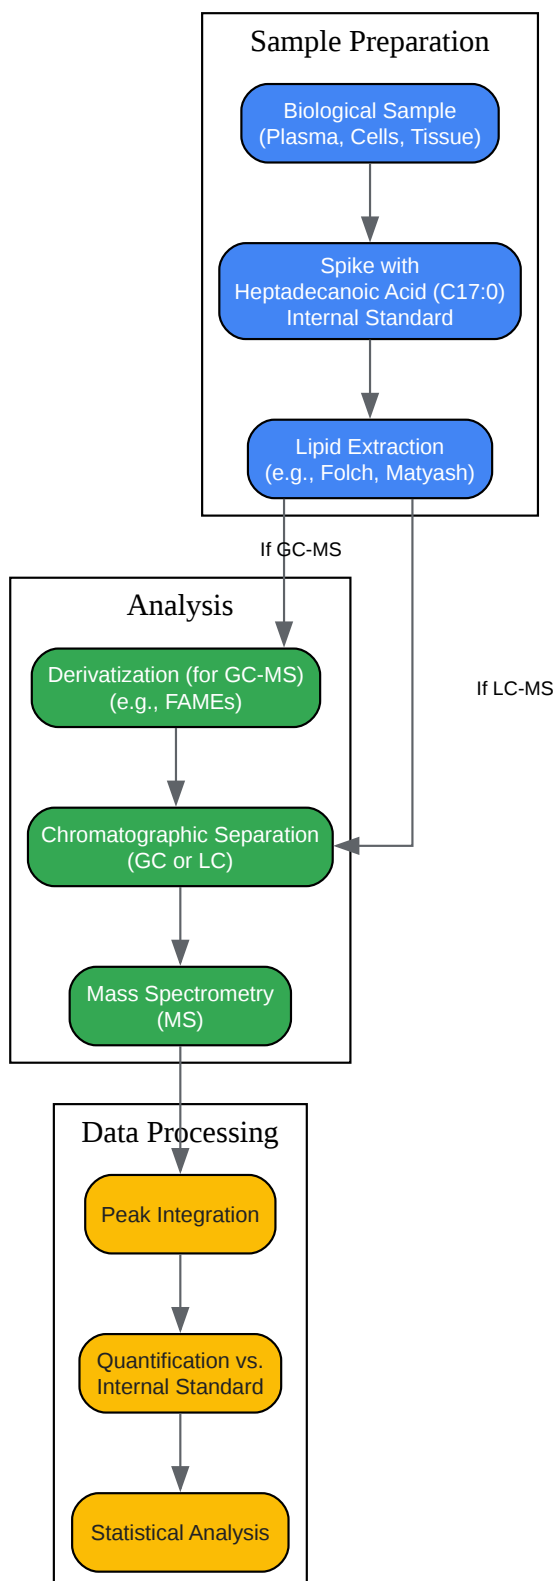 Sample Preparation
Biological Sample
(Plasma, Cells, Tissue)
Spike with
Heptadecanoic Acid (C17:0)
Internal Standard
Lipid Extraction
(e.g., Folch, Matyash)
If GC-MS
Analysis
Derivatization (for GC-MS)
(e.g., FAMEs)
If LC-MS
Chromatographic Separation
(GC or LC)
Mass Spectrometry
(MS)
Data Processing
Peak Integration
Quantification vs.
Internal Standard
Statistical Analysis